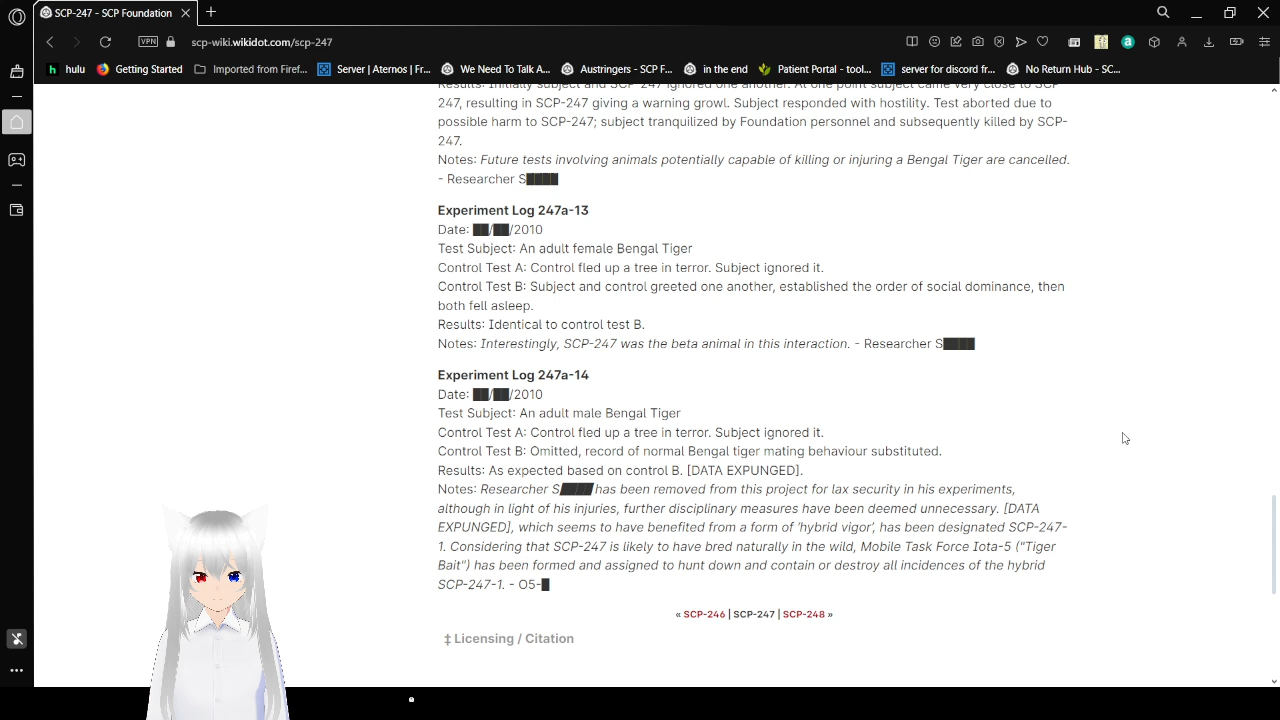 SCP-247 - SCP Foundation
VPN
scp-wiki.wikidot.com/scp-247
hulu
Getting Started
Imported from Firef...
Server | Aternos | Fr...
We Need To Talk A...
Austringers - SCP F...
in the end
Patient Portal - tool...
server for discord fr...
No Return Hub - SC...
Results: Initially subject and SCP-247 ignored one another. At one point subject came very close to SCP-
247, resulting in SCP-247 giving a warning growl. Subject responded with hostility. Test aborted due to
possible harm to SCP-247; subject tranquilized by Foundation personnel and subsequently killed by SCP-
247.
Notes: Future tests involving animals potentially capable of killing or injuring a Bengal Tiger are cancelled.
- Researcher S████
Experiment Log 247a-13
Date: ██/██/2010
Test Subject: An adult female Bengal Tiger
Control Test A: Control fled up a tree in terror. Subject ignored it.
Control Test B: Subject and control greeted one another, established the order of social dominance, then
both fell asleep.
Results: Identical to control test B.
Notes: Interestingly, SCP-247 was the beta animal in this interaction. - Researcher S████
Experiment Log 247a-14
Date: ██/██/2010
Test Subject: An adult male Bengal Tiger
Control Test A: Control fled up a tree in terror. Subject ignored it.
Control Test B: Omitted, record of normal Bengal tiger mating behaviour substituted.
Results: As expected based on control B. [DATA EXPUNGED].
Notes: Researcher S████ has been removed from this project for lax security in his experiments,
although in light of his injuries, further disciplinary measures have been deemed unnecessary. [DATA
EXPUNGED], which seems to have benefited from a form of ‘hybrid vigor’, has been designated SCP-247-
1. Considering that SCP-247 is likely to have bred naturally in the wild, Mobile Task Force Iota-5 (“Tiger
Bait”) has been formed and assigned to hunt down and contain or destroy all incidences of the hybrid
SCP-247-1. - O5-█
« SCP-246 | SCP-247 | SCP-248 »
‡ Licensing / Citation